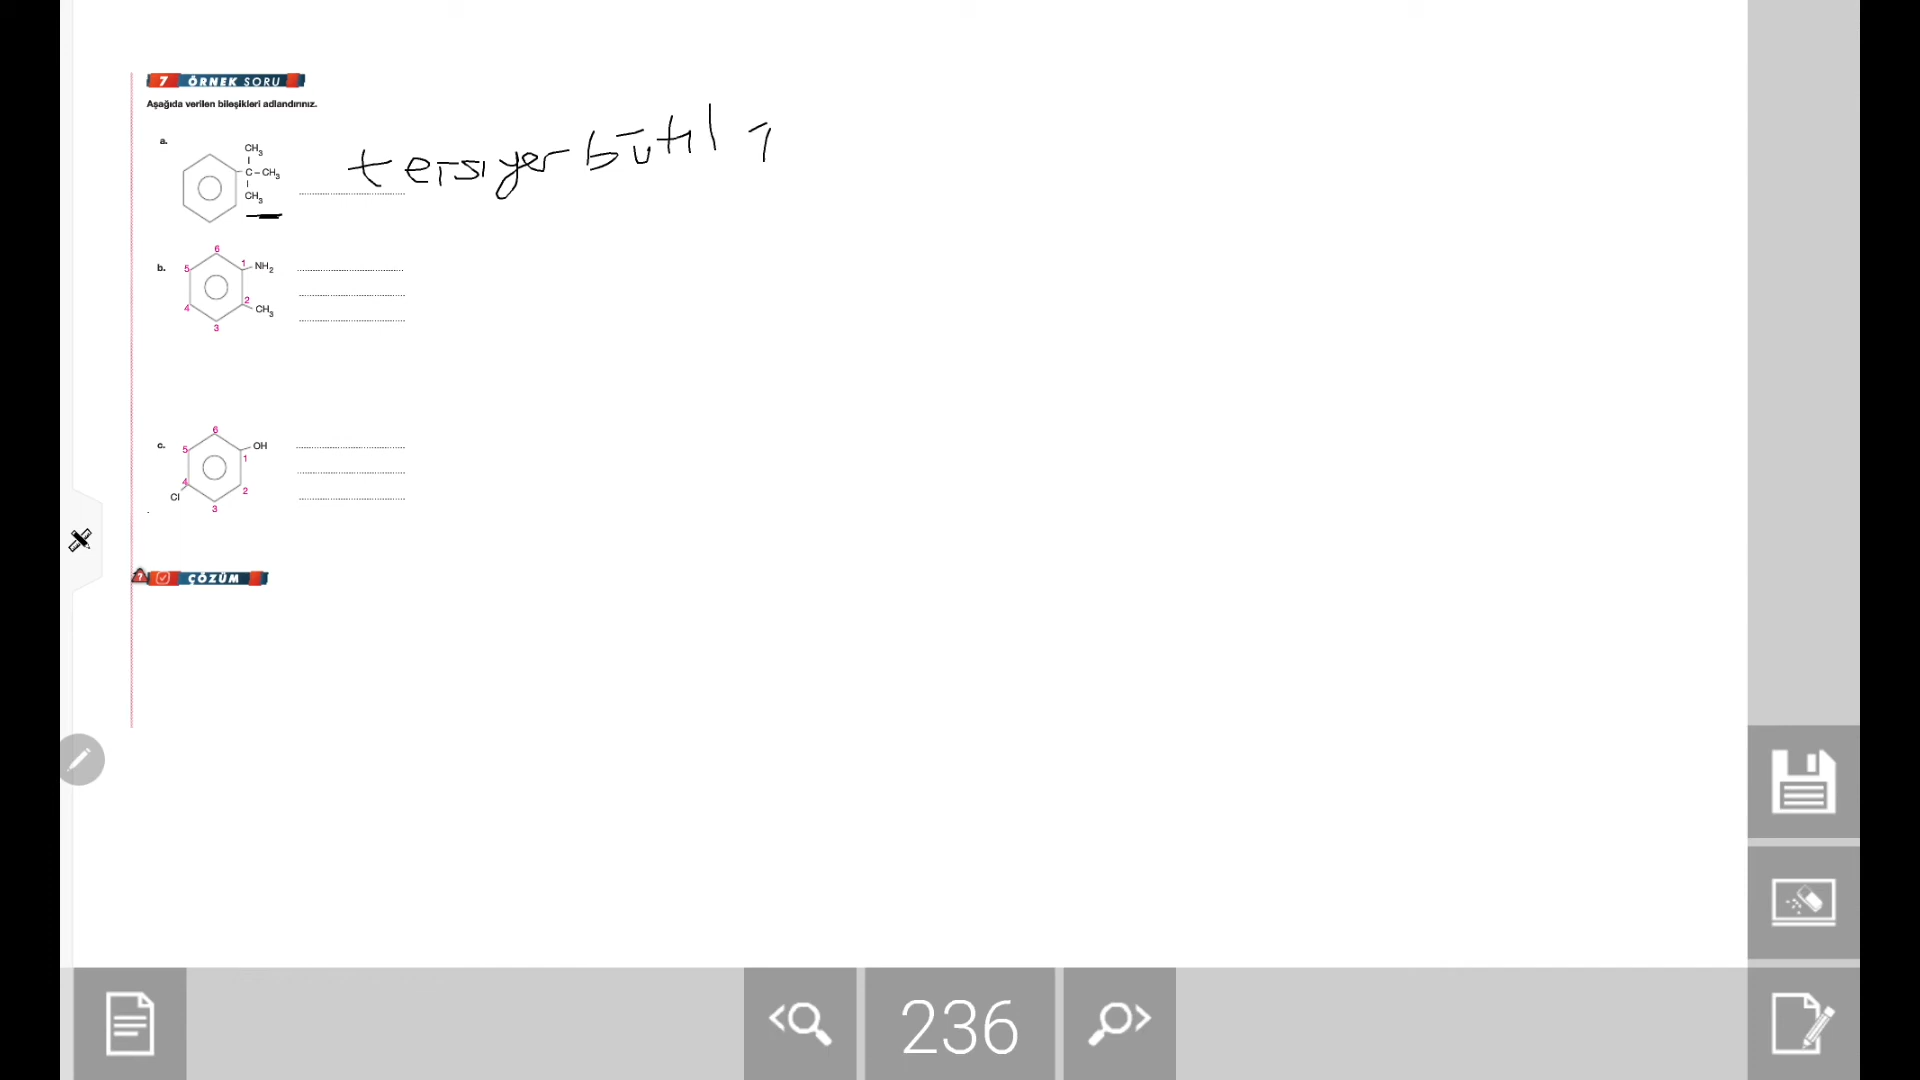 7 ÖRNEK SORU
Aşağıda verilen bileşikleri adlandırınız.
a.
CH3
C – CH3
CH3
tersiyer bütil
b.
6
5
1
NH2
4
2
CH3
3
c.
6
5
OH
1
4
2
Cl
3
ÇÖZÜM
236